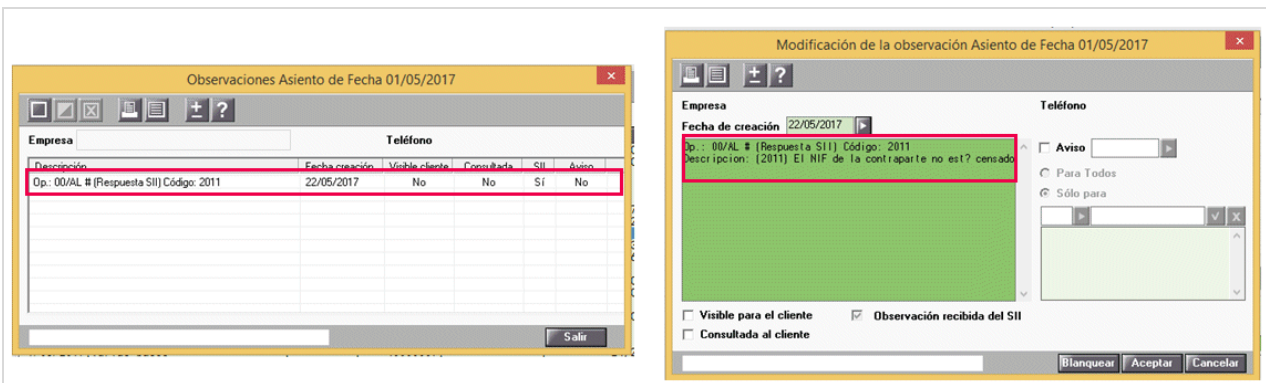 Observaciones Asiento de Fecha 01/05/2017
Empresa Teléfono
Descripción Fecha creación Visible cliente Consultada SII Aviso
Op.: 00/AL # (Respuesta SII) Código: 2011 22/05/2017 No No Sí No
Salir
Modificación de la observación Asiento de Fecha 01/05/2017
Empresa Teléfono
Fecha de creación 22/05/2017
Op.: 00/AL # (Respuesta SII) Código: 2011
Descripcion: (2011) El NIF de la contraparte no est? censado
Aviso
Para Todos
Sólo para
Visible para el cliente Observación recibida del SII
Consultada al cliente
Blanquear Aceptar Cancelar